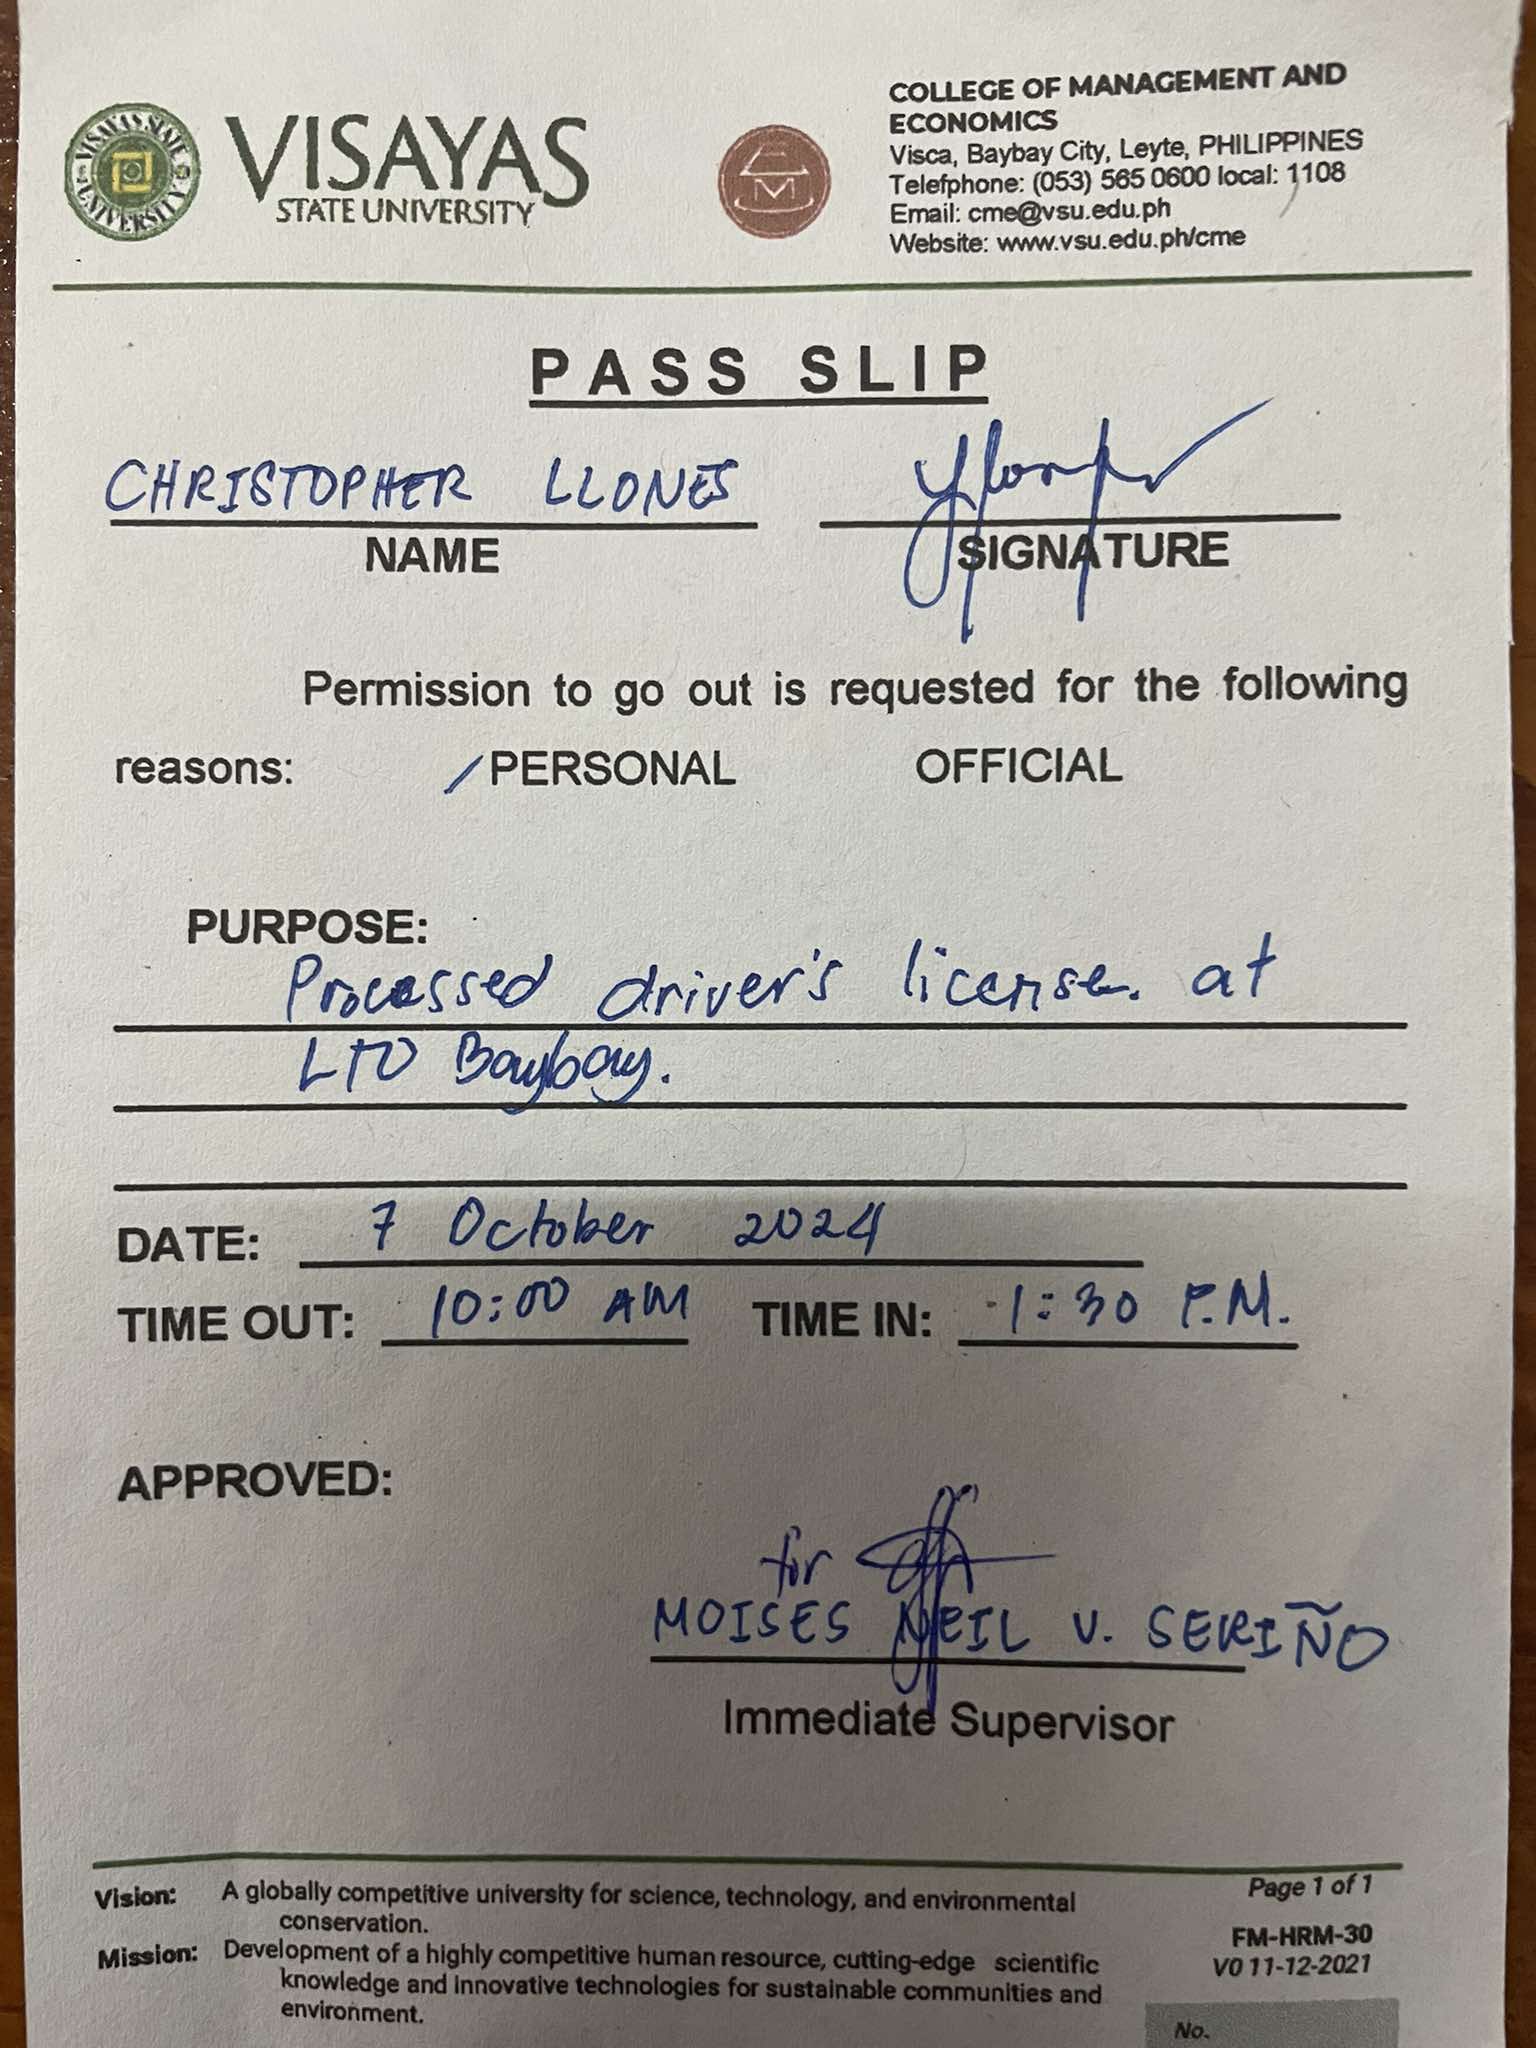 VISAYAS STATE UNIVERSITY
VISAYAS
STATE UNIVERSITY
COLLEGE OF MANAGEMENT AND
ECONOMICS
Visca, Baybay City, Leyte, PHILIPPINES
Telefphone: (053) 565 0600 local: 1108
Email: cme@vsu.edu.ph
Website: www.vsu.edu.ph/cme
PASS SLIP
CHRISTOPHER LLONES
NAME SIGNATURE
Permission to go out is requested for the following
reasons: /PERSONAL OFFICIAL
PURPOSE:
Processed driver's license. at
LTO Baybay.
DATE: 7 October 2024
TIME OUT: 10:00 AM TIME IN: 1:30 P.M.
APPROVED:
for
MOISES NEIL V. SERIÑO
Immediate Supervisor
Vision: A globally competitive university for science, technology, and environmental
conservation.
Mission: Development of a highly competitive human resource, cutting-edge scientific
knowledge and innovative technologies for sustainable communities and
environment.
Page 1 of 1
FM-HRM-30
V0 11-12-2021
No.